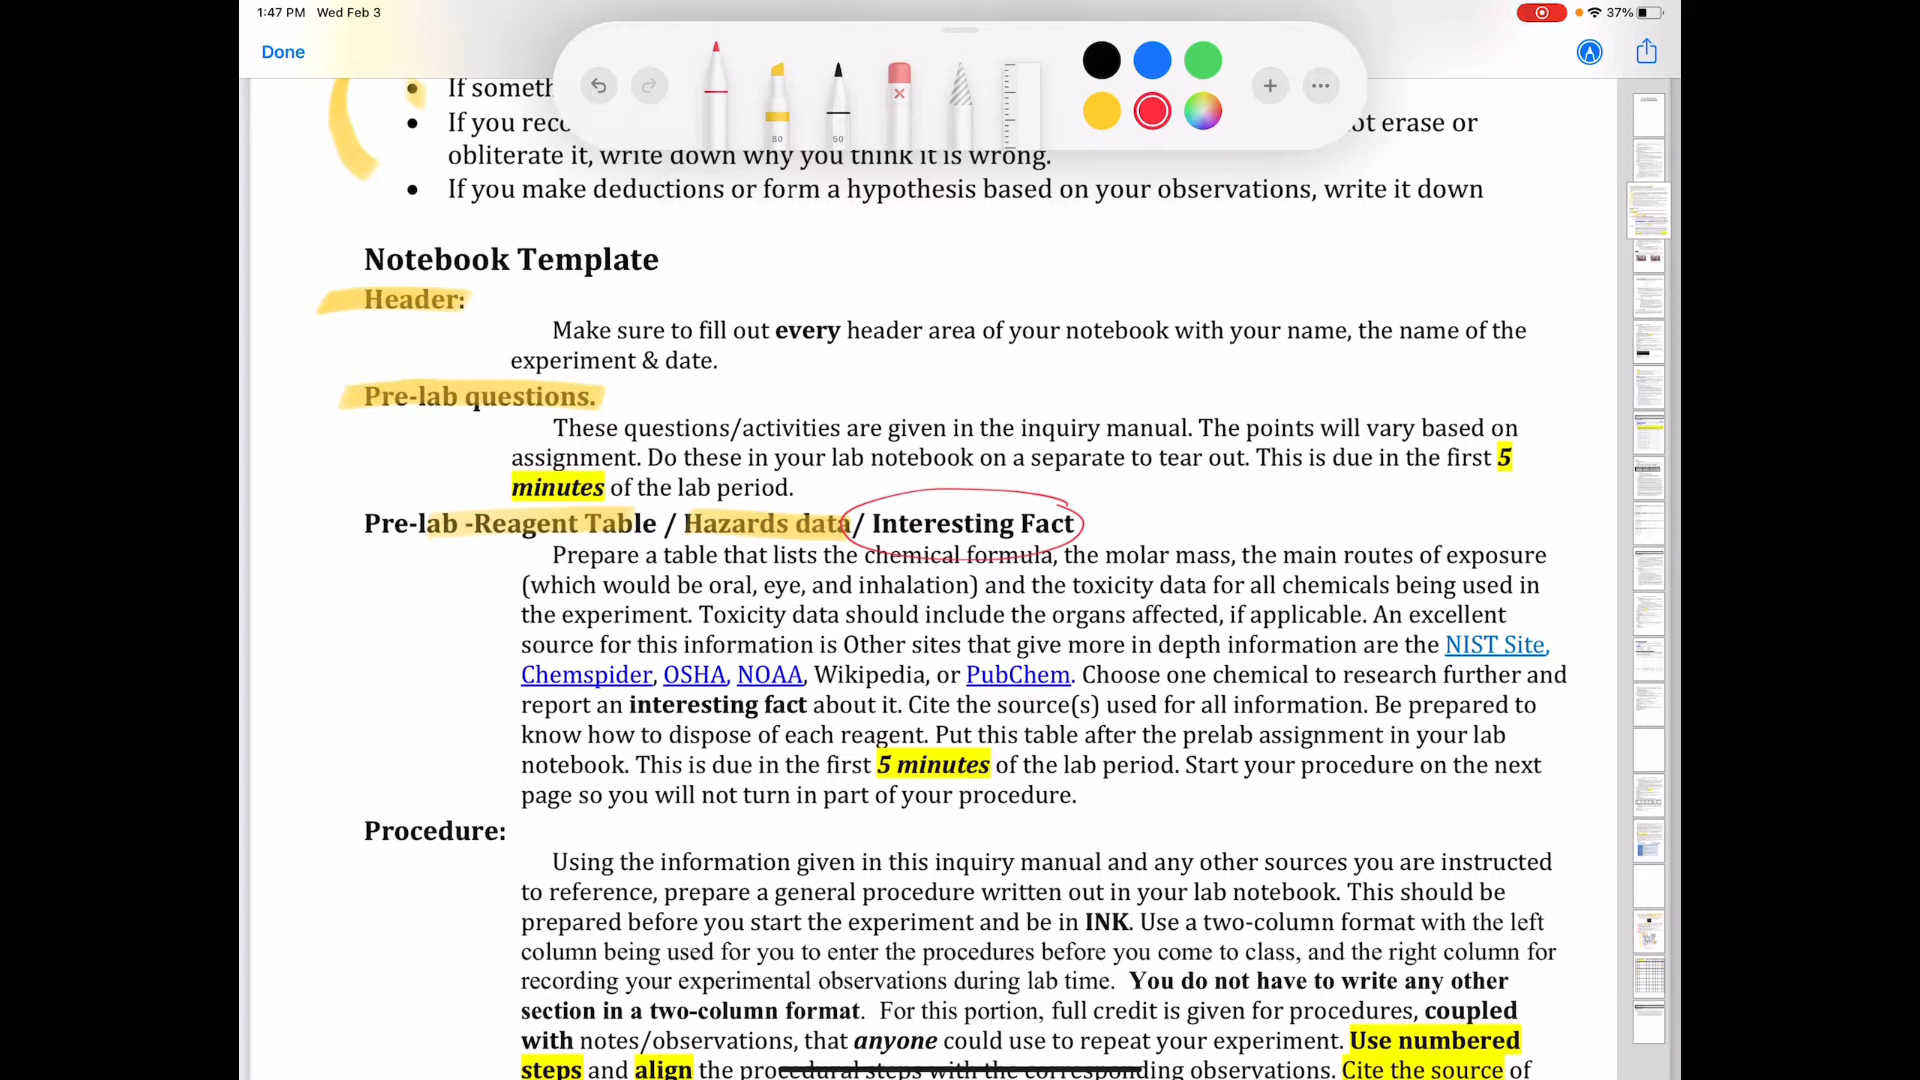 1:47 PM Wed Feb 3
37%
Done
80
50
If someth
If you reco
ot erase or
obliterate it, write down why you think it is wrong.
If you make deductions or form a hypothesis based on your observations, write it down
Notebook Template
Header:
Make sure to fill out every header area of your notebook with your name, the name of the
experiment & date.
Pre-lab questions.
These questions/activities are given in the inquiry manual. The points will vary based on
assignment. Do these in your lab notebook on a separate to tear out. This is due in the first 5
minutes of the lab period.
Pre-lab -Reagent Table / Hazards data/ Interesting Fact
Prepare a table that lists the chemical formula, the molar mass, the main routes of exposure
(which would be oral, eye, and inhalation) and the toxicity data for all chemicals being used in
the experiment. Toxicity data should include the organs affected, if applicable. An excellent
source for this information is Other sites that give more in depth information are the NIST Site,
Chemspider, OSHA, NOAA, Wikipedia, or PubChem. Choose one chemical to research further and
report an interesting fact about it. Cite the source(s) used for all information. Be prepared to
know how to dispose of each reagent. Put this table after the prelab assignment in your lab
notebook. This is due in the first 5 minutes of the lab period. Start your procedure on the next
page so you will not turn in part of your procedure.
Procedure:
Using the information given in this inquiry manual and any other sources you are instructed
to reference, prepare a general procedure written out in your lab notebook. This should be
prepared before you start the experiment and be in INK. Use a two-column format with the left
column being used for you to enter the procedures before you come to class, and the right column for
recording your experimental observations during lab time. You do not have to write any other
section in a two-column format. For this portion, full credit is given for procedures, coupled
with notes/observations, that anyone could use to repeat your experiment. Use numbered
steps and align the procedural steps with the corresponding observations. Cite the source of